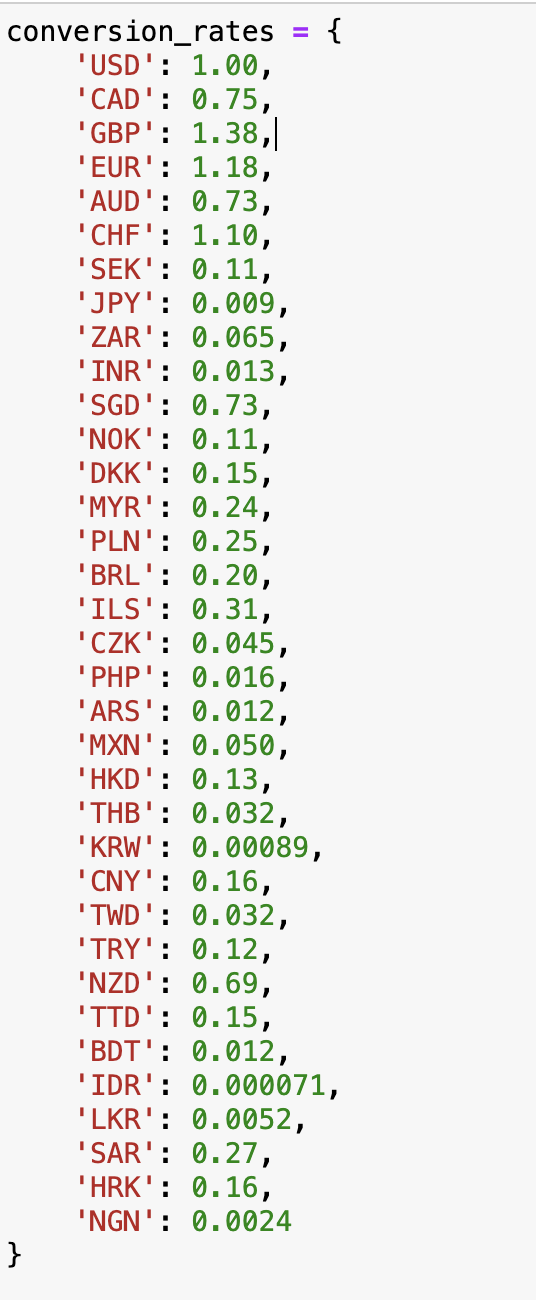 conversion_rates = {
    'USD': 1.00,
    'CAD': 0.75,
    'GBP': 1.38,
    'EUR': 1.18,
    'AUD': 0.73,
    'CHF': 1.10,
    'SEK': 0.11,
    'JPY': 0.009,
    'ZAR': 0.065,
    'INR': 0.013,
    'SGD': 0.73,
    'NOK': 0.11,
    'DKK': 0.15,
    'MYR': 0.24,
    'PLN': 0.25,
    'BRL': 0.20,
    'ILS': 0.31,
    'CZK': 0.045,
    'PHP': 0.016,
    'ARS': 0.012,
    'MXN': 0.050,
    'HKD': 0.13,
    'THB': 0.032,
    'KRW': 0.00089,
    'CNY': 0.16,
    'TWD': 0.032,
    'TRY': 0.12,
    'NZD': 0.69,
    'TTD': 0.15,
    'BDT': 0.012,
    'IDR': 0.000071,
    'LKR': 0.0052,
    'SAR': 0.27,
    'HRK': 0.16,
    'NGN': 0.0024
}